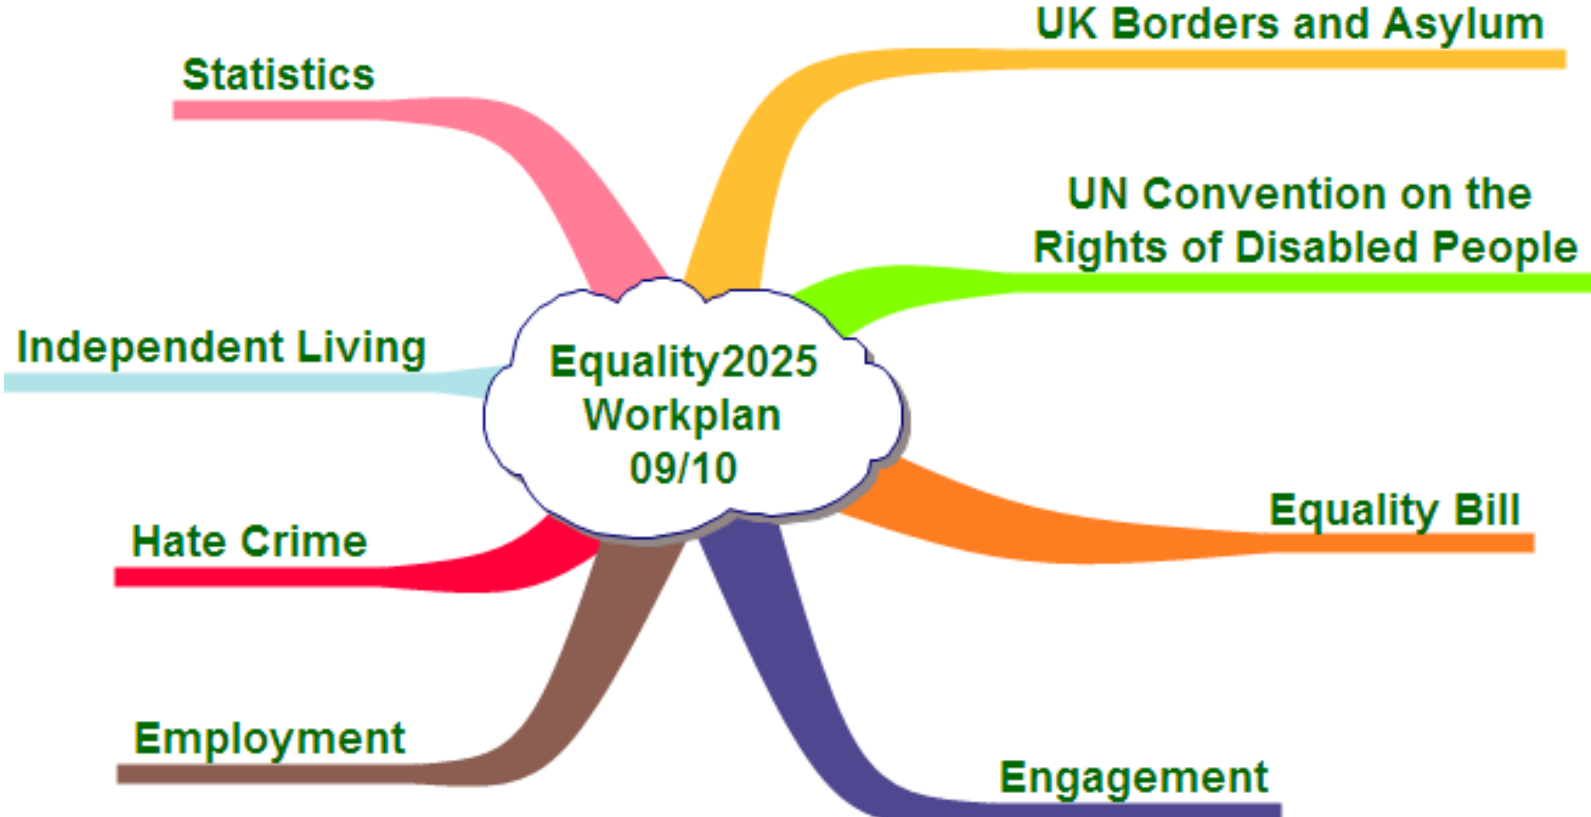 UK Borders and Asylum
Statistics
UN Convention on the
Rights of Disabled People
Independent Living
Equality2025
Workplan
09/10
Equality Bill
Hate Crime
Employment
Engagement